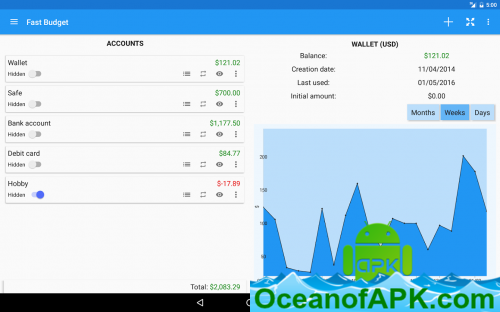 5:00
Fast Budget
ACCOUNTS
Wallet $121.02
Hidden
Safe $700.00
Hidden
Bank account $1,177.50
Hidden
Debit card $84.77
Hidden
Hobby $-17.89
Hidden
Total: $2,083.29
WALLET (USD)
Balance: $121.02
Creation date: 11/04/2014
Last used: 01/05/2016
Initial amount: $0.00
Months Weeks Days
200
150
100
50
$
APK
OceanofAPK.com